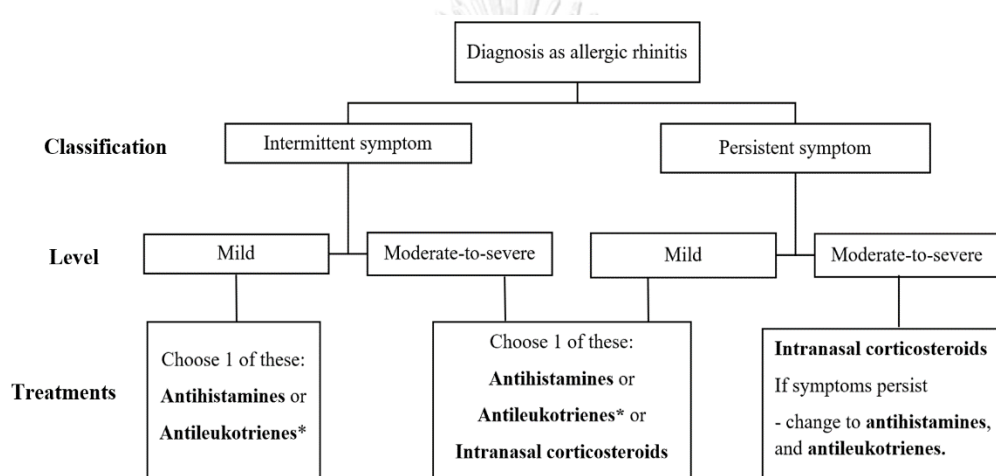 Diagnosis as allergic rhinitis
Classification
Intermittent symptom
Persistent symptom
Level
Mild
Moderate-to-severe
Mild
Moderate-to-severe
Treatments
Choose 1 of these:
Antihistamines or
Antileukotrienes*
Choose 1 of these:
Antihistamines or
Antileukotrienes* or
Intranasal corticosteroids
Intranasal corticosteroids
If symptoms persist
- change to antihistamines,
and antileukotrienes.